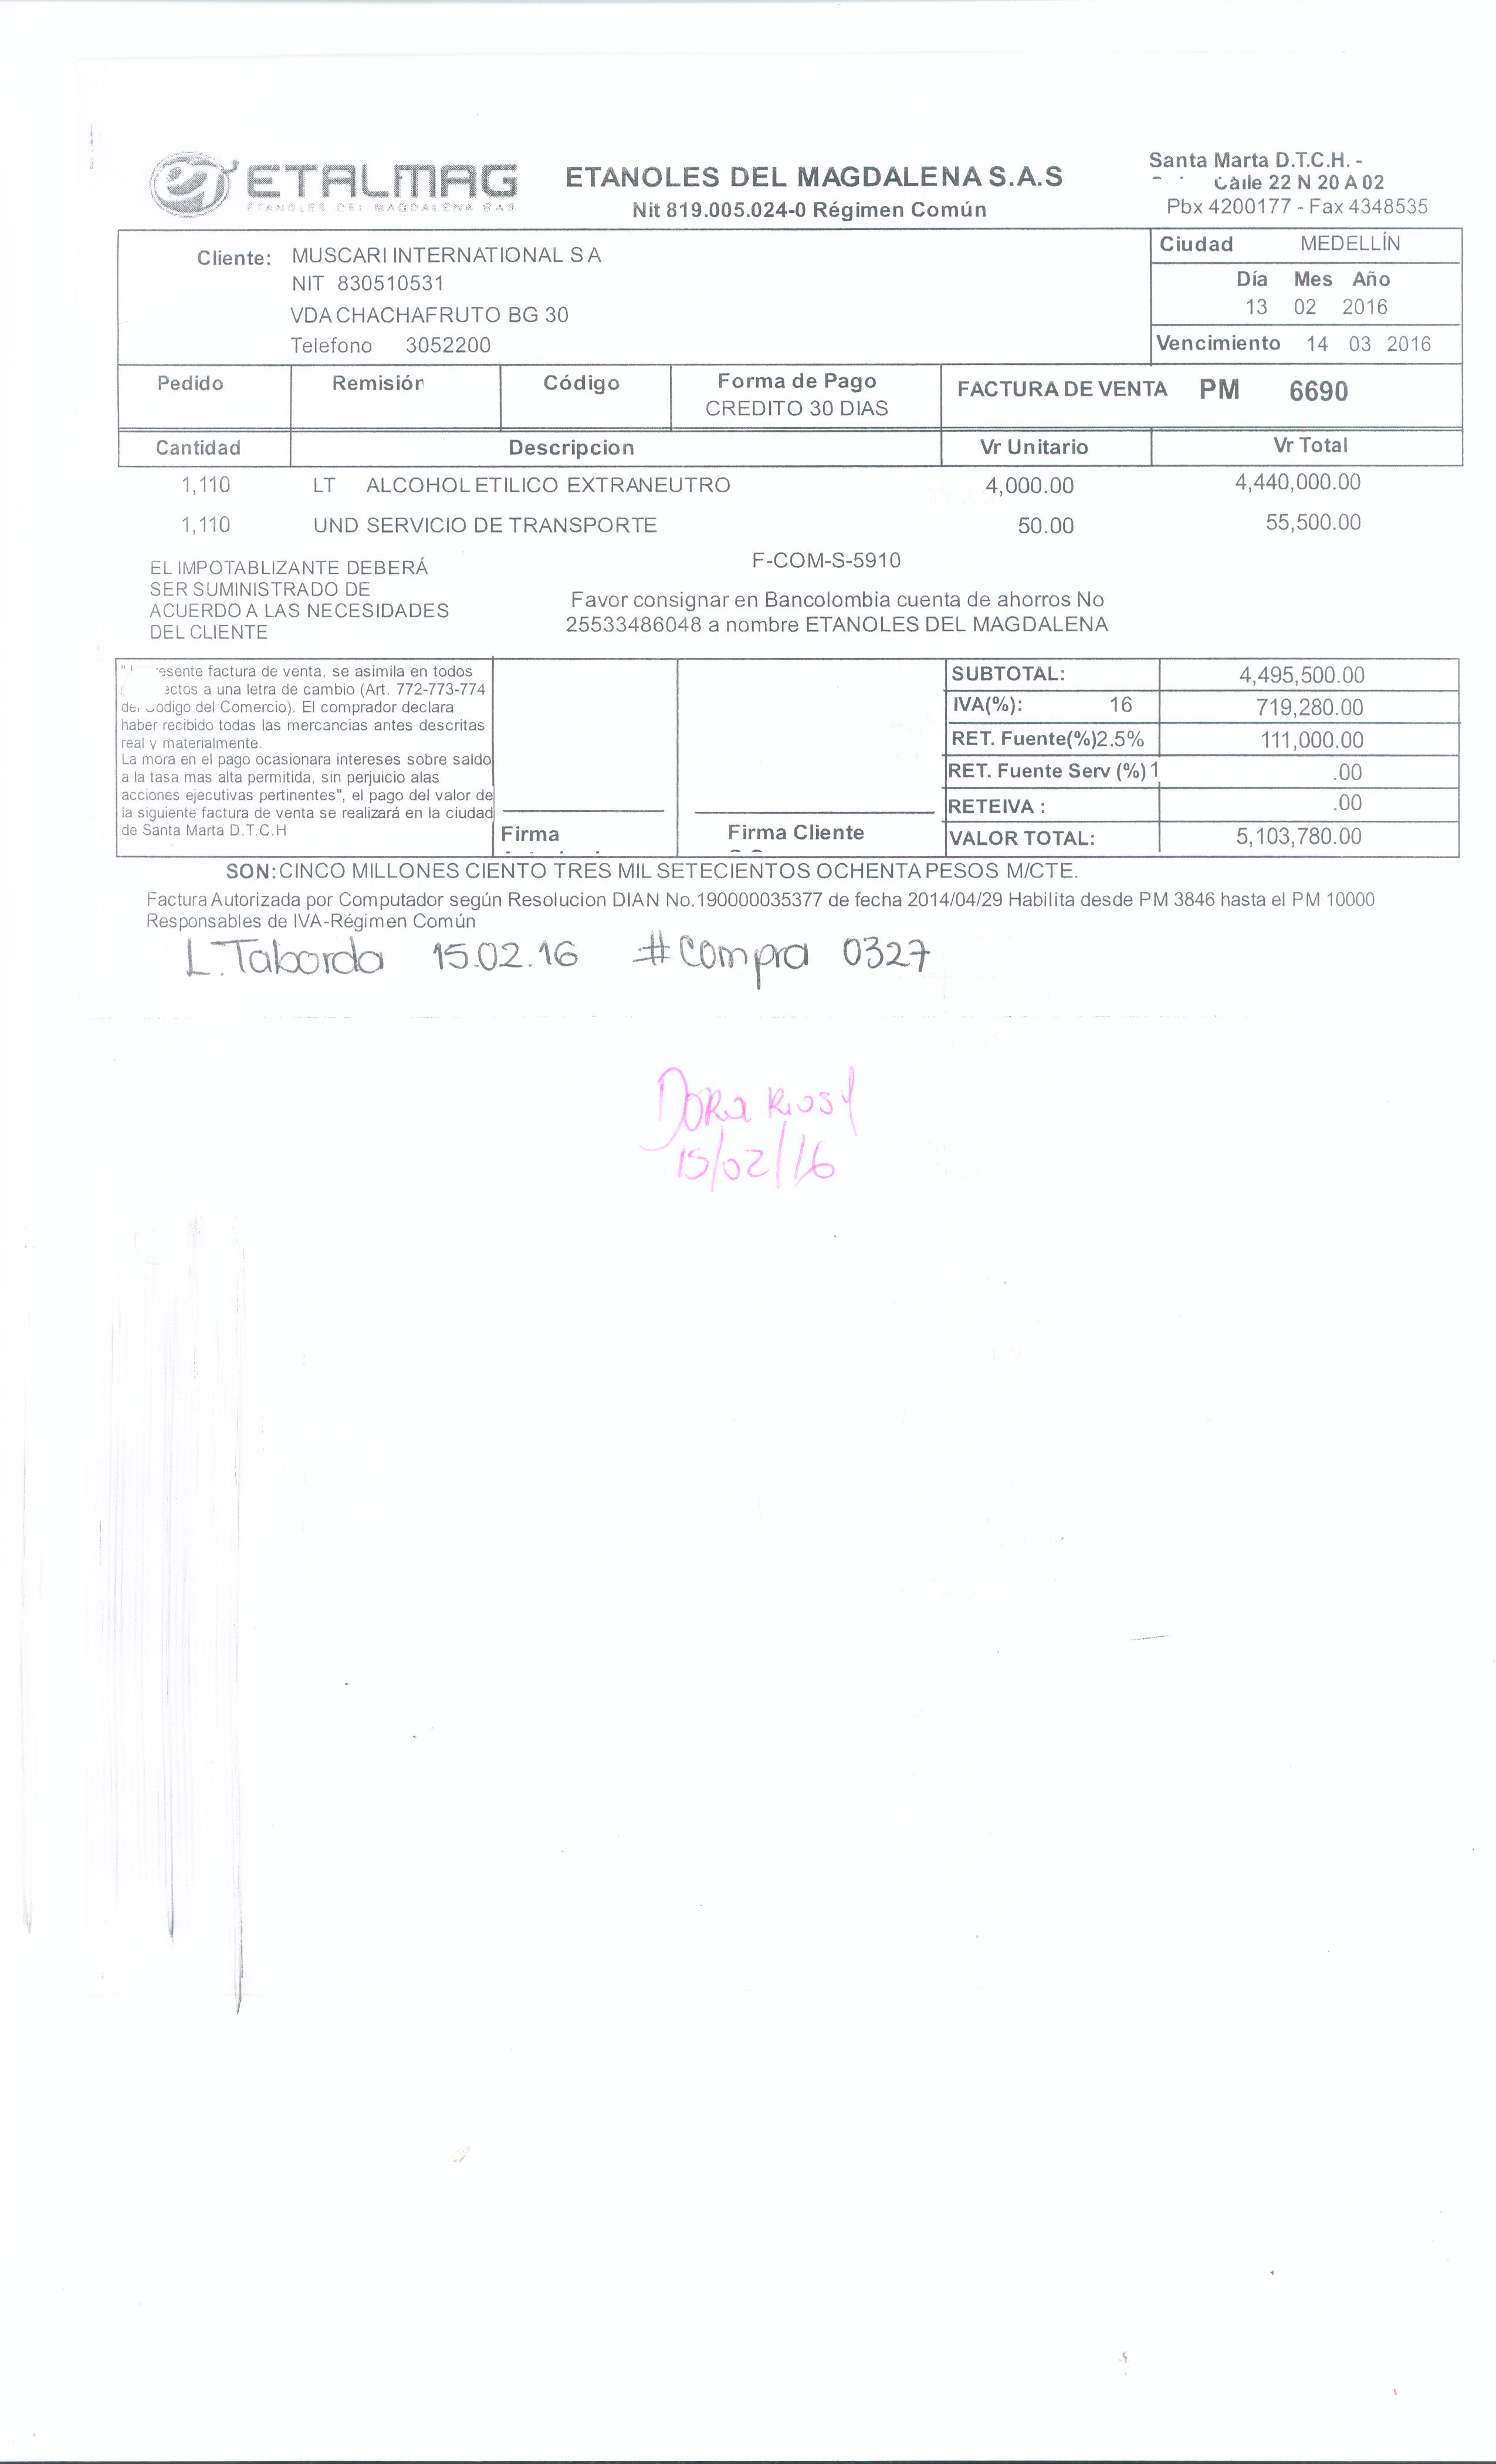 ETALMAG
ETANOLES DEL MAGDALENA SAS
ETANOLES DEL MAGDALENA S.A.S
Nit 819.005.024-0 Régimen Común
Santa Marta D.T.C.H. -
Calle 22 N 20 A 02
Pbx 4200177 - Fax 4348535
Cliente: MUSCARI INTERNATIONAL S A
NIT 830510531
VDA CHACHAFRUTO BG 30
Telefono 3052200
Ciudad MEDELLÍN
Día Mes Año
13 02 2016
Vencimiento 14 03 2016
Pedido Remisión Código Forma de Pago
CREDITO 30 DIAS
FACTURA DE VENTA PM 6690
Cantidad Descripcion Vr Unitario Vr Total
1,110 LT ALCOHOL ETILICO EXTRANEUTRO 4,000.00 4,440,000.00
1,110 UND SERVICIO DE TRANSPORTE 50.00 55,500.00
EL IMPOTABLIZANTE DEBERÁ
SER SUMINISTRADO DE
ACUERDO A LAS NECESIDADES
DEL CLIENTE
F-COM-S-5910
Favor consignar en Bancolombia cuenta de ahorros No
25533486048 a nombre ETANOLES DEL MAGDALENA
factura de venta, se asimila en todos
a una letra de cambio (Art. 772-773-774
del Codigo del Comercio). El comprador declara
haber recibido todas las mercancias antes descritas
real y materialmente.
La mora en el pago ocasionara intereses sobre saldo
a la tasa mas alta permitida, sin perjuicio alas
acciones ejecutivas pertinentes", el pago del valor de
la siguiente factura de venta se realizará en la ciudad
de Santa Marta D.T.C.H
Firma
Firma Cliente
SUBTOTAL: 4,495,500.00
IVA(%): 16 719,280.00
RET. Fuente(%)2.5% 111,000.00
RET. Fuente Serv (%) 1 .00
RETEIVA : .00
VALOR TOTAL: 5,103,780.00
SON:CINCO MILLONES CIENTO TRES MIL SETECIENTOS OCHENTA PESOS M/CTE.
Factura Autorizada por Computador según Resolucion DIAN No.190000035377 de fecha 2014/04/29 Habilita desde PM 3846 hasta el PM 10000
Responsables de IVA-Régimen Común
L.Taborda 15.02.16 #compra 0327
DORA RIOS
15/02/16